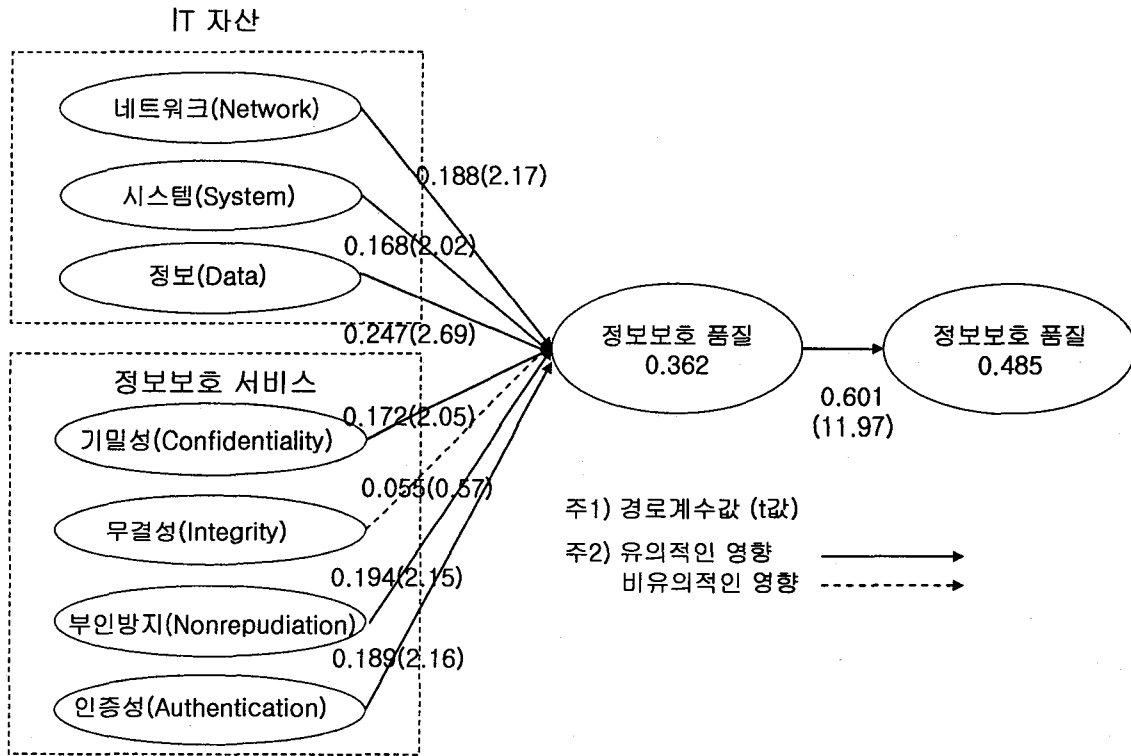 IT 자산
네트워크(Network)
0.188(2.17)
시스템(System)
0.168(2.02)
정보(Data)
0.247(2.69)
정보보호 서비스
기밀성(Confidentiality)
0.172(2.05)
무결성(Integrity)
0.055(0.57)
부인방지(Nonrepudiation)
0.194(2.15)
인증성(Authentication)
0.189(2.16)
정보보호 품질
0.362
0.601
(11.97)
정보보호 품질
0.485
주1) 경로계수값 (t값)
주2) 유의적인 영향
비유의적인 영향